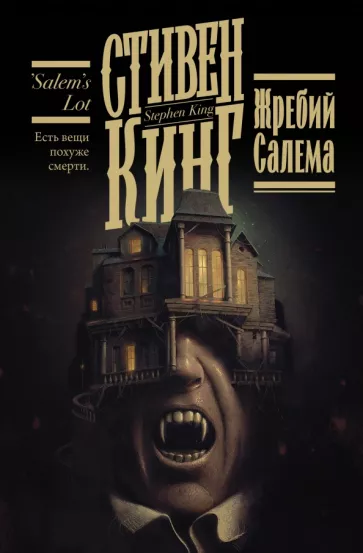 'Salem's
Lot
Есть вещи
похуже
смерти.
СТИВЕН
Stephen King
КИНГ
Жребий
Салема